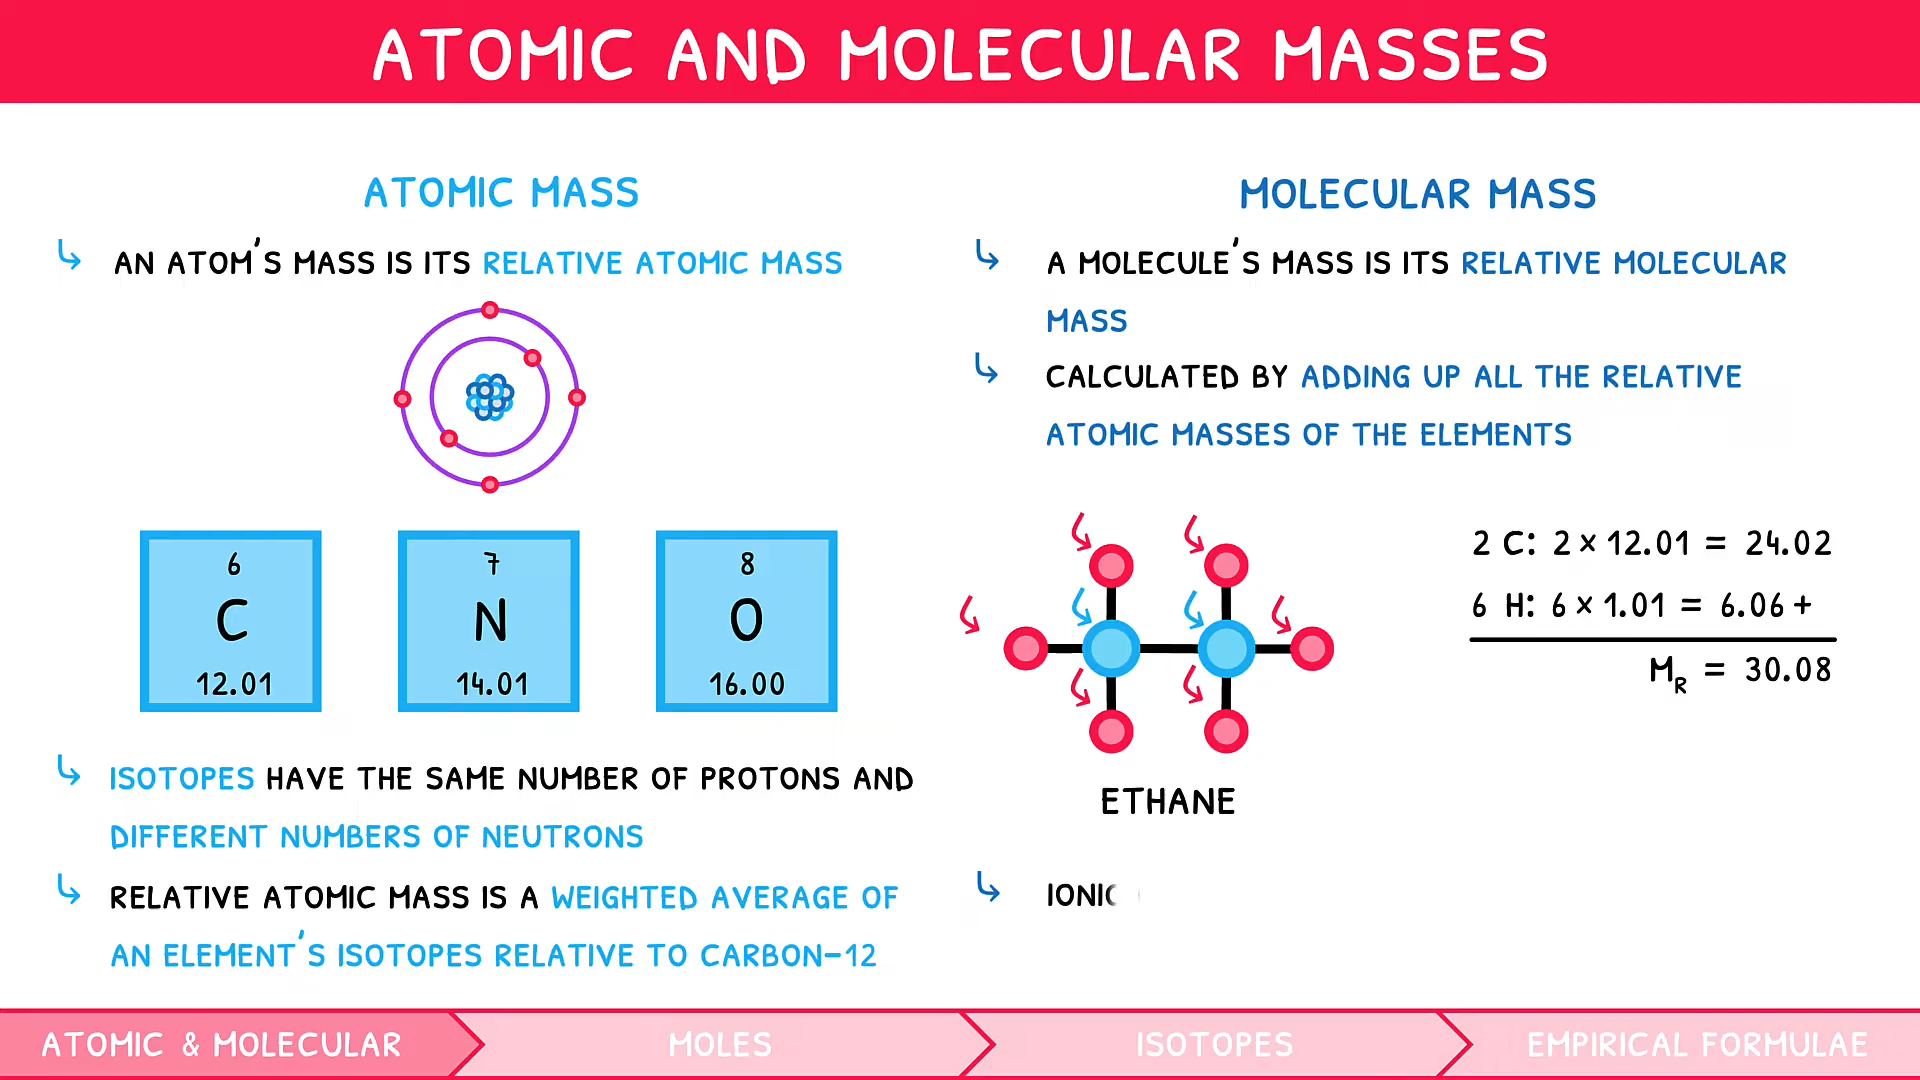 ATOMIC AND MOLECULAR MASSES
ATOMIC MASS
AN ATOM'S MASS IS ITS RELATIVE ATOMIC MASS
6
C
12.01
7
N
14.01
8
O
16.00
ISOTOPES HAVE THE SAME NUMBER OF PROTONS AND
DIFFERENT NUMBERS OF NEUTRONS
RELATIVE ATOMIC MASS IS A WEIGHTED AVERAGE OF
AN ELEMENT'S ISOTOPES RELATIVE TO CARBON-12
MOLECULAR MASS
A MOLECULE'S MASS IS ITS RELATIVE MOLECULAR
MASS
CALCULATED BY ADDING UP ALL THE RELATIVE
ATOMIC MASSES OF THE ELEMENTS
2 C: 2 × 12.01 = 24.02
6 H: 6 × 1.01 = 6.06 +
MR = 30.08
ETHANE
IONIC
ATOMIC & MOLECULAR
MOLES
ISOTOPES
EMPIRICAL FORMULAE